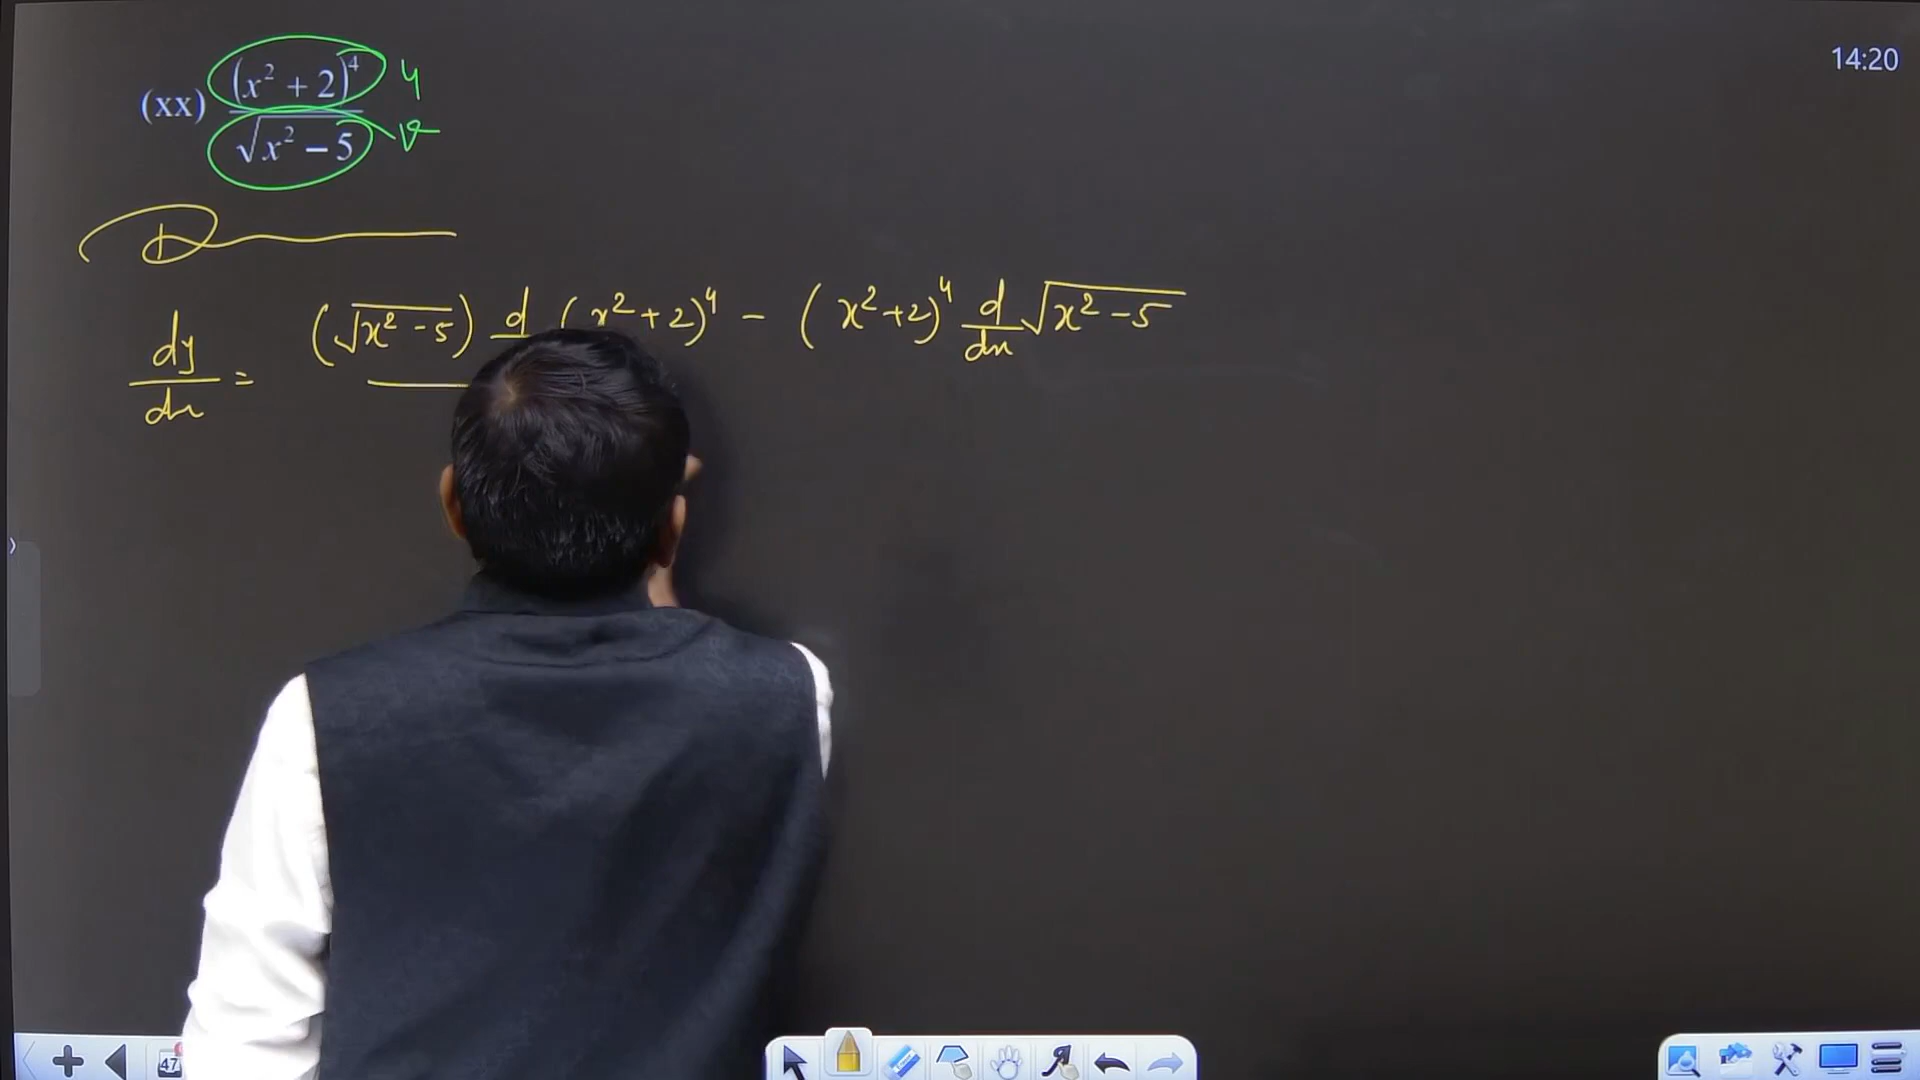 14:20
(xx) (x² + 2)⁴ / √x² − 5
u
v
dy/dx = (√x² − 5) d (x² + 2)⁴ − (x² + 2)⁴ d/dx √x² − 5
47